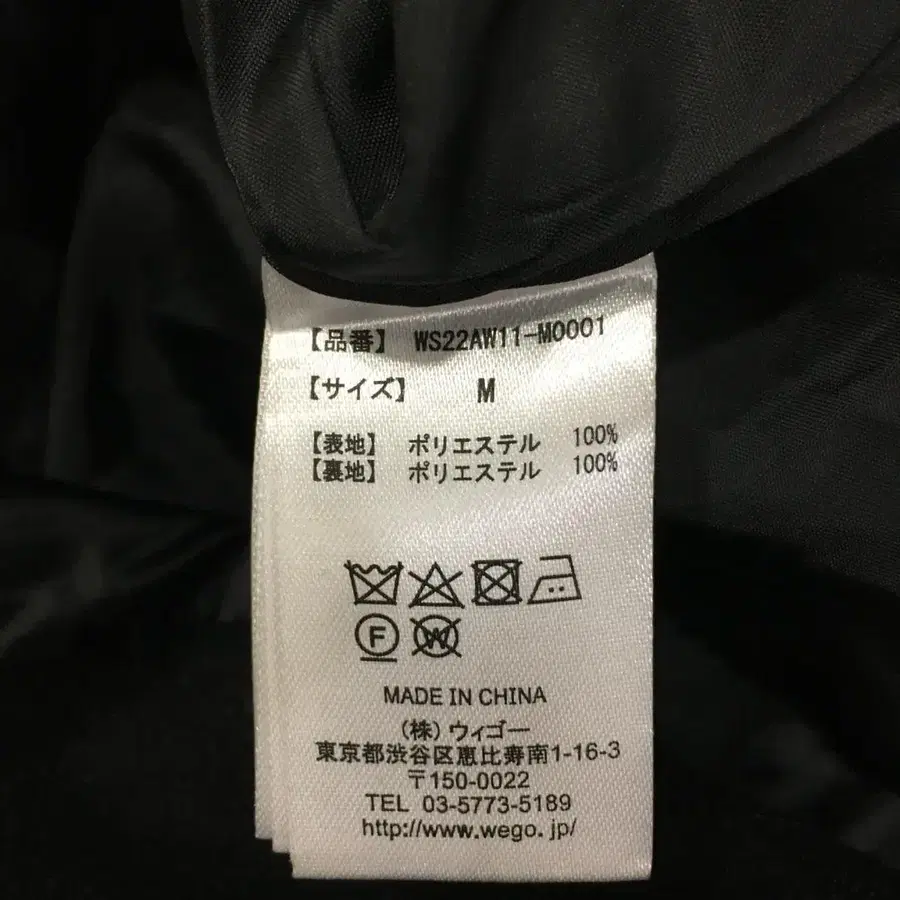 【品番】 WS22AW11-M0001
【サイズ】 M
【表地】 ポリエステル 100%
【裏地】 ポリエステル 100%
F W
MADE IN CHINA
(株)ウィゴー
東京都渋谷区恵比寿南1-16-3
〒150-0022
TEL 03-5773-5189
http://www.wego.jp/